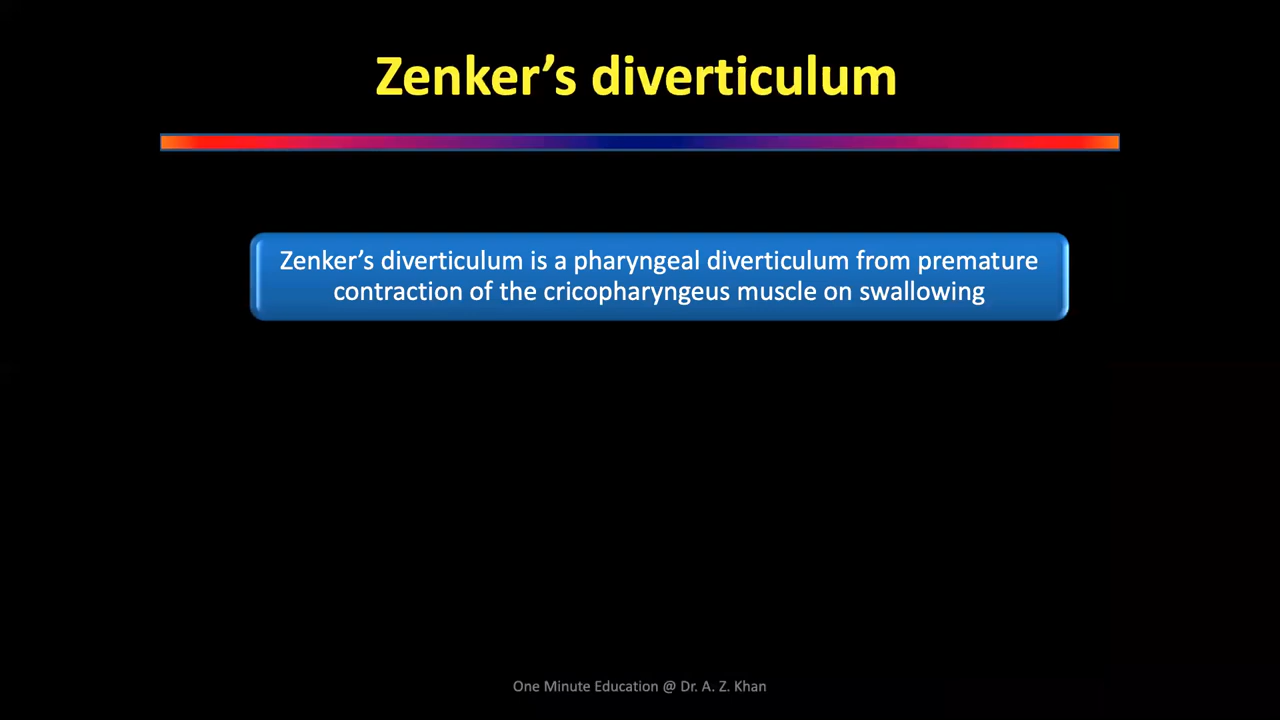 Zenker’s diverticulum
Zenker’s diverticulum is a pharyngeal diverticulum from premature
contraction of the cricopharyngeus muscle on swallowing
One Minute Education @ Dr. A. Z. Khan